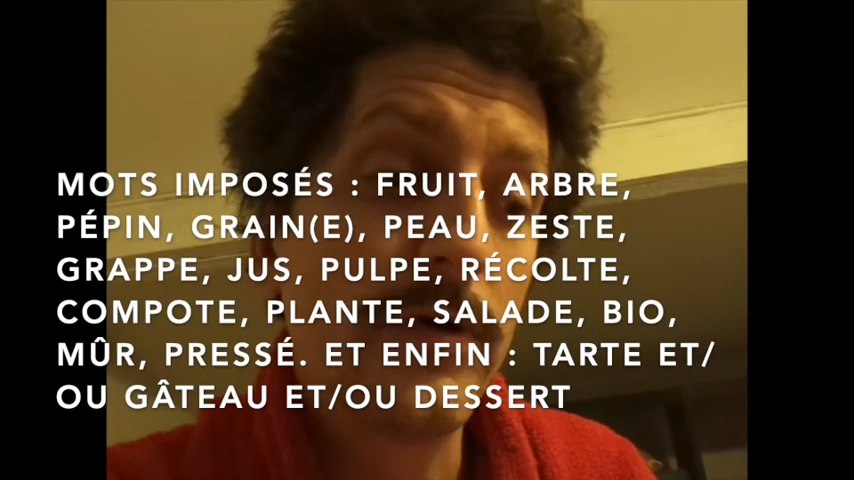 MOTS IMPOSÉS : FRUIT, ARBRE,
PÉPIN, GRAIN(E), PEAU, ZESTE,
GRAPPE, JUS, PULPE, RÉCOLTE,
COMPOTE, PLANTE, SALADE, BIO,
MÛR, PRESSÉ. ET ENFIN : TARTE ET/
OU GÂTEAU ET/OU DESSERT